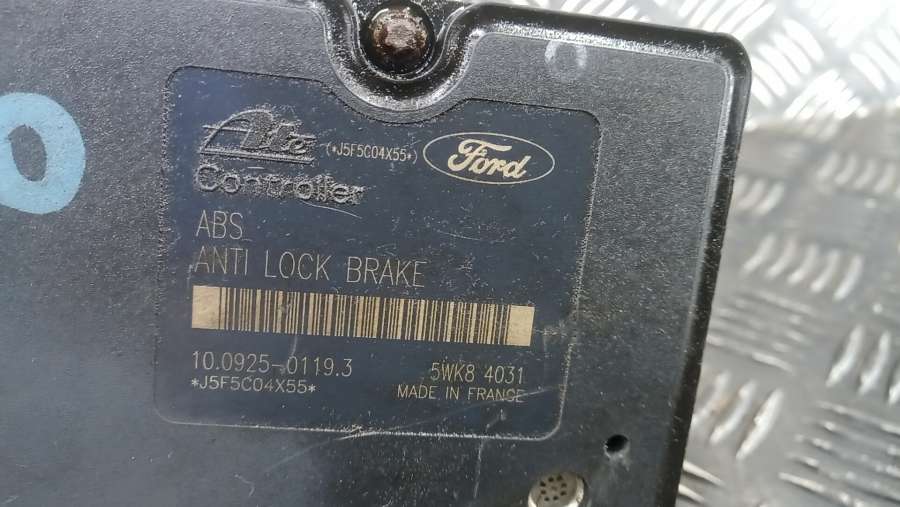 Ate (*J5F5C04X55*) Ford
Controller
ABS
ANTI LOCK BRAKE
10.0925-0119.3 5WK8 4031
*J5F5C04X55* MADE IN FRANCE